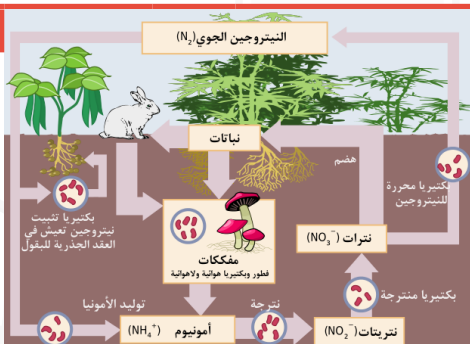 النيتروجين الجوي (N₂)
نباتات
هضم
بكتيريا محررة
للنيتروجين
بكتيريا تثبيت
نيتروجين تعيش في
العقد الجذرية للبقول
مفككات
فطور وبكتيريا هوائية ولاهوائية
نترات (NO₃⁻)
بكتيريا منترجة
توليد الأمونيا
نترجة
أمونيوم (NH₄⁺)
نتريتات (NO₂⁻)